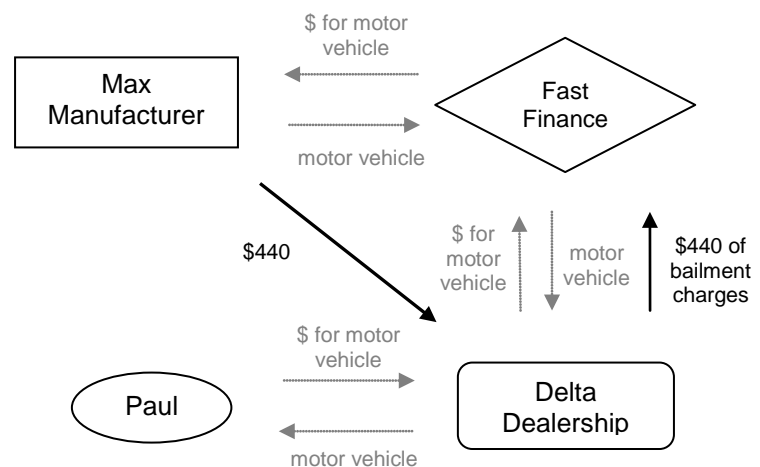 $ for motor
vehicle
Max
Manufacturer
Fast
Finance
motor vehicle
$440
$ for
motor
vehicle
motor
vehicle
$440 of
bailment
charges
$ for motor
vehicle
Paul
Delta
Dealership
motor vehicle